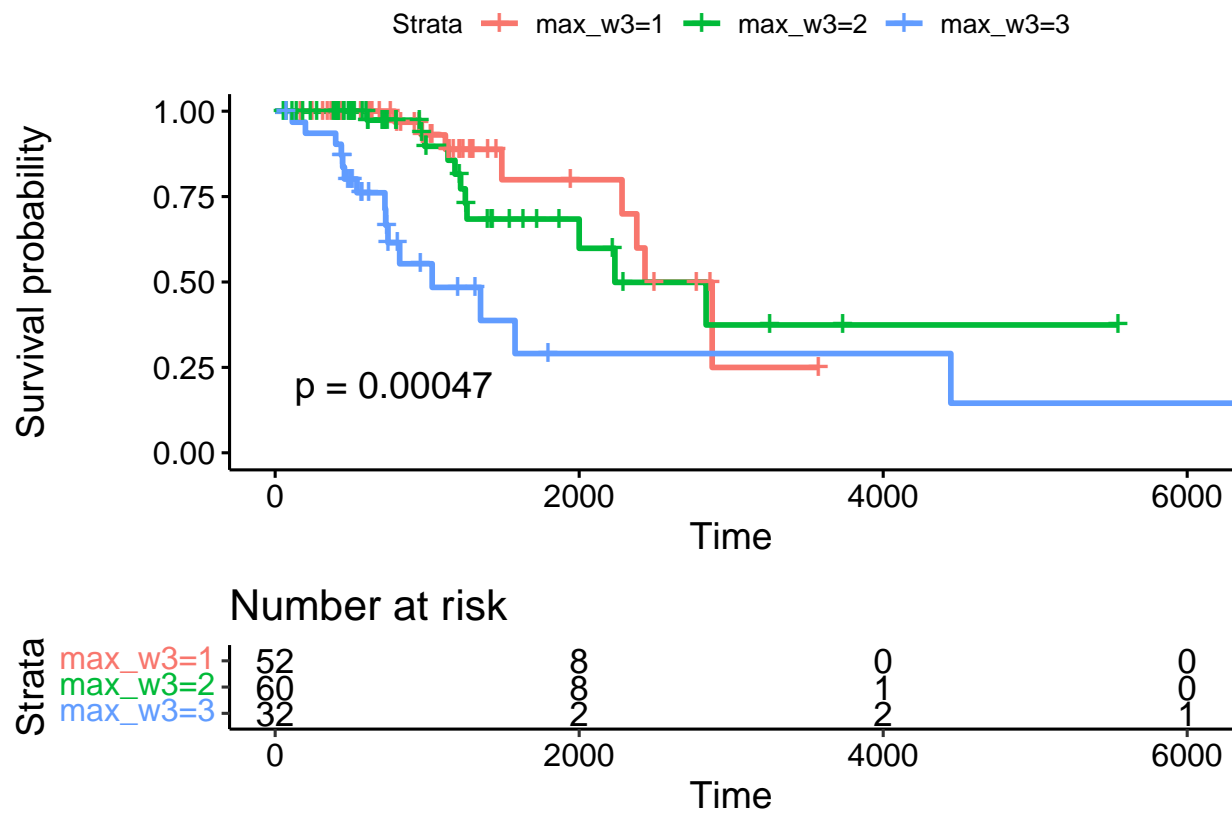 Strata max_w3=1 max_w3=2 max_w3=3
Survival probability
1.00
0.75
0.50
0.25
0.00
p = 0.00047
0 2000 4000 6000
Time
Number at risk
Strata
max_w3=1 52 8 0 0
max_w3=2 60 8 1 0
max_w3=3 32 2 2 1
0 2000 4000 6000
Time